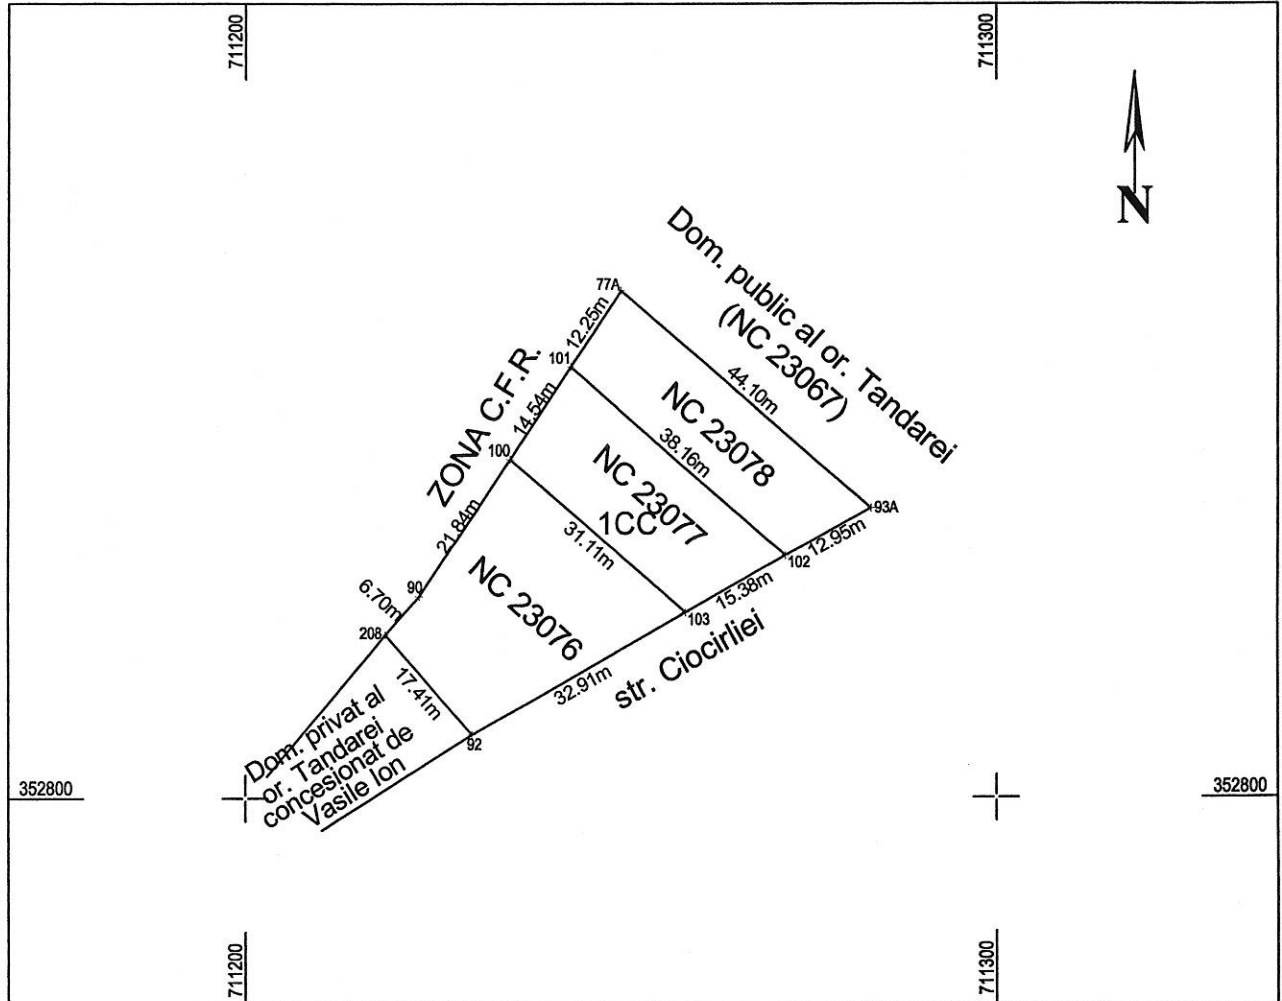 711200
711300
N
Dom. public al or. Tandarei
(NC 23067)
77A
12.25m
101
44.10m
ZONA C.F.R.
14.54m
NC 23078
38.16m
100
NC 23077
1CC
93A
21.84m
31.11m
12.95m
102
15.38m
NC 23076
90
6.70m
103
208
str. Ciocirliei
17.41m
32.91m
92
Dom. privat al
or. Tandarei
concesionat de
Vasile Ion
352800
352800
711200
711300